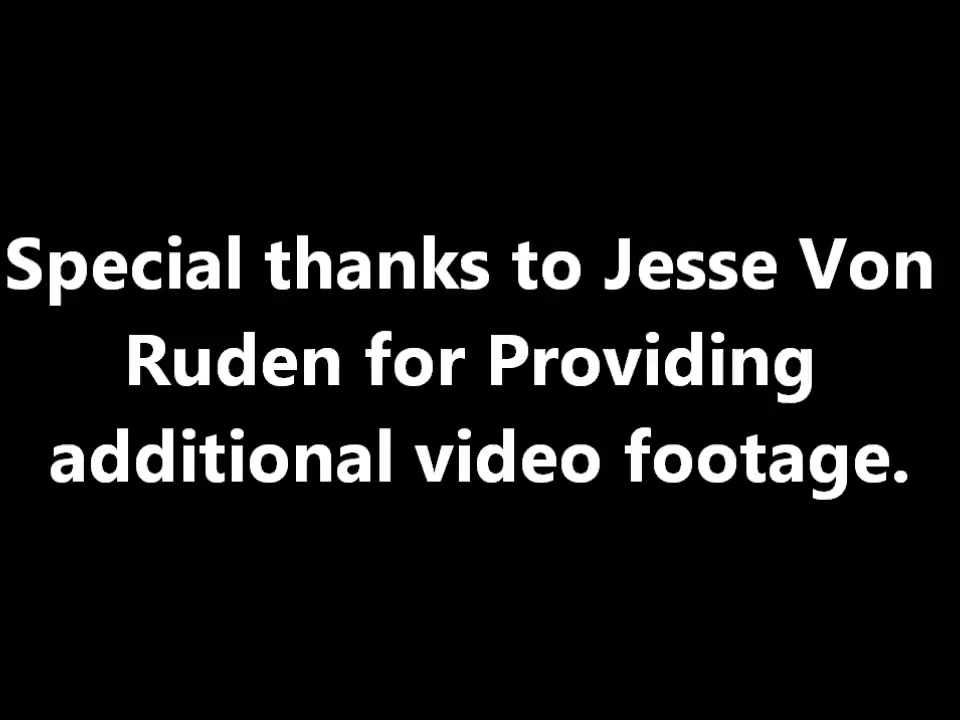 Special thanks to Jesse Von
Ruden for Providing
additional video footage.